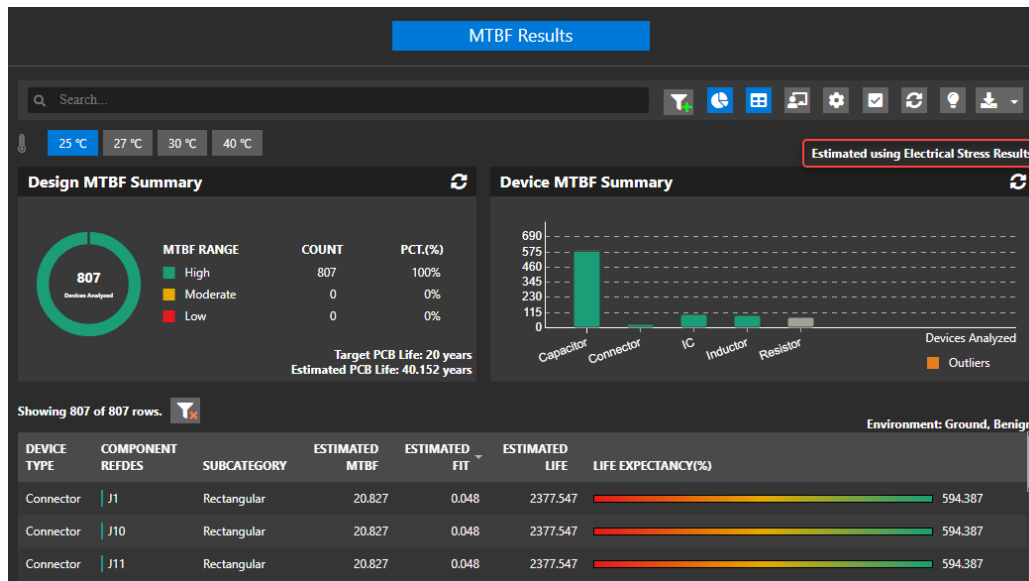 MTBF Results
Search...
25 ℃ 27 ℃ 30 ℃ 40 ℃
Estimated using Electrical Stress Results
Design MTBF Summary
807
Devices Analyzed
MTBF RANGE COUNT PCT.(%)
High 807 100%
Moderate 0 0%
Low 0 0%
Target PCB Life: 20 years
Estimated PCB Life: 40.152 years
Device MTBF Summary
690
575
460
345
230
115
0
Capacitor Connector IC Inductor Resistor
Devices Analyzed
Outliers
Showing 807 of 807 rows.
Environment: Ground, Benign
DEVICE TYPE COMPONENT REFDES SUBCATEGORY ESTIMATED MTBF ESTIMATED FIT ESTIMATED LIFE LIFE EXPECTANCY(%)
Connector J1 Rectangular 20.827 0.048 2377.547 594.387
Connector J10 Rectangular 20.827 0.048 2377.547 594.387
Connector J11 Rectangular 20.827 0.048 2377.547 594.387